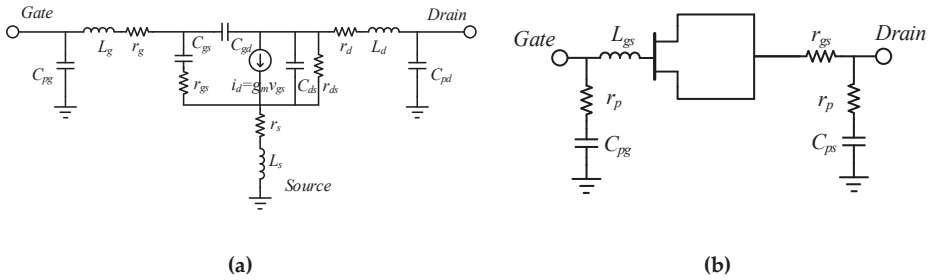 Gate
Drain
L_g
r_g
C_gs
C_gd
r_d
L_d
C_pg
r_gs
i_d=g_m v_gs
C_ds
r_ds
C_pd
r_s
L_s
Source
(a)
Gate
L_gs
r_gs
Drain
r_p
r_p
C_pg
C_ps
(b)